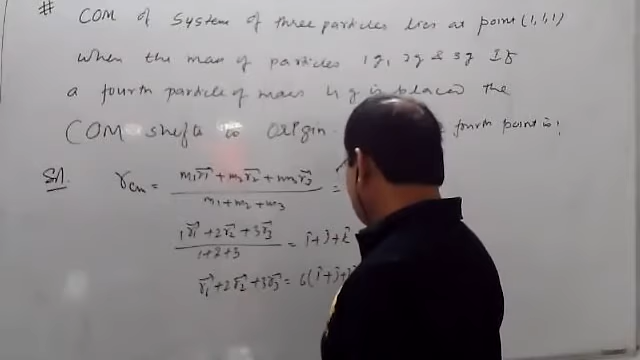 # COM of system of three particles lies at point (1,1,1)
when the mass of particles 1g, 2g & 3g If
a fourth particle of mass 4 g is placed the
COM shifts to origin. fourth point is;
Sol. r⃗cm = m₁r⃗₁ + m₂r⃗₂ + m₃r⃗₃ / m₁ + m₂ + m₃ =
1r⃗₁ + 2r⃗₂ + 3r⃗₃ / 1+2+3 = î + ĵ + k̂
r⃗₁ + 2r⃗₂ + 3r⃗₃ = 6(î + ĵ +